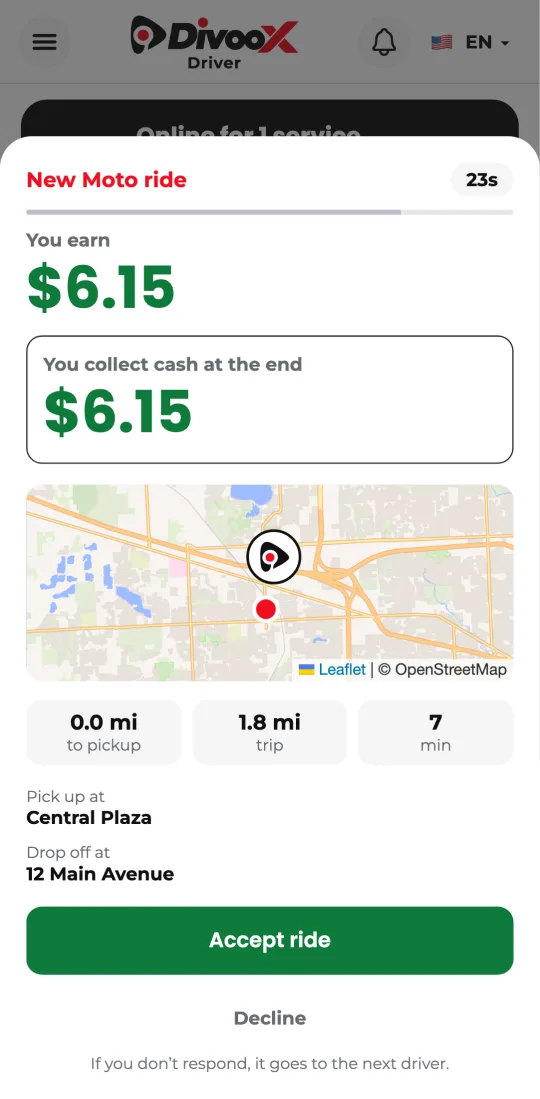 DivooX
Driver
EN
Online for 1 service
New Moto ride
23s
You earn
$6.15
You collect cash at the end
$6.15
Leaflet | © OpenStreetMap
0.0 mi
to pickup
1.8 mi
trip
7
min
Pick up at
Central Plaza
Drop off at
12 Main Avenue
Accept ride
Decline
If you don’t respond, it goes to the next driver.